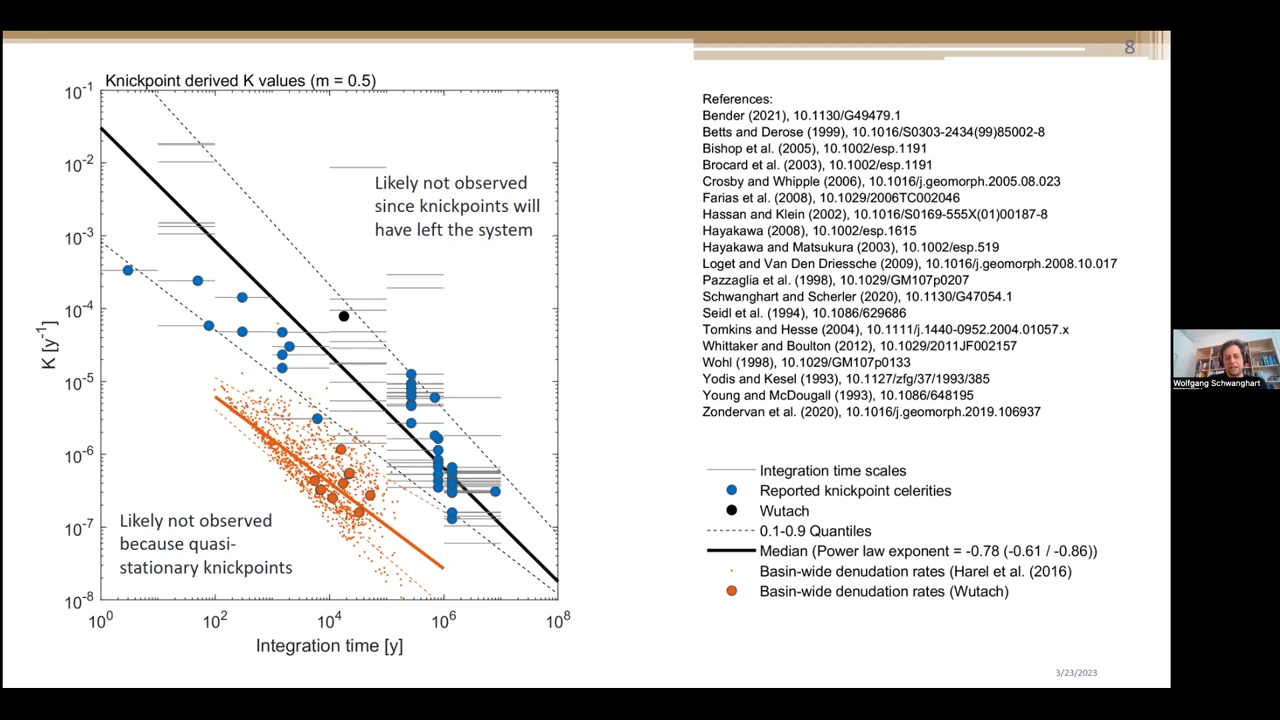 8
Knickpoint derived K values (m = 0.5)
10-1
10-2
10-3
10-4
10-5
10-6
10-7
10-8
K [y-1]
100
102
104
106
108
Integration time [y]
Likely not observed
since knickpoints will
have left the system
Likely not observed
because quasi-
stationary knickpoints
References:
Bender (2021), 10.1130/G49479.1
Betts and Derose (1999), 10.1016/S0303-2434(99)85002-8
Bishop et al. (2005), 10.1002/esp.1191
Brocard et al. (2003), 10.1002/esp.1191
Crosby and Whipple (2006), 10.1016/j.geomorph.2005.08.023
Farias et al. (2008), 10.1029/2006TC002046
Hassan and Klein (2002), 10.1016/S0169-555X(01)00187-8
Hayakawa (2008), 10.1002/esp.1615
Hayakawa and Matsukura (2003), 10.1002/esp.519
Loget and Van Den Driessche (2009), 10.1016/j.geomorph.2008.10.017
Pazzaglia et al. (1998), 10.1029/GM107p0207
Schwanghart and Scherler (2020), 10.1130/G47054.1
Seidl et al. (1994), 10.1086/629686
Tomkins and Hesse (2004), 10.1111/j.1440-0952.2004.01057.x
Whittaker and Boulton (2012), 10.1029/2011JF002157
Wohl (1998), 10.1029/GM107p0133
Yodis and Kesel (1993), 10.1127/zfg/37/1993/385
Young and McDougall (1993), 10.1086/648195
Zondervan et al. (2020), 10.1016/j.geomorph.2019.106937
Integration time scales
Reported knickpoint celerities
Wutach
0.1-0.9 Quantiles
Median (Power law exponent = -0.78 (-0.61 / -0.86))
Basin-wide denudation rates (Harel et al. (2016)
Basin-wide denudation rates (Wutach)
3/23/2023
Wolfgang Schwanghart